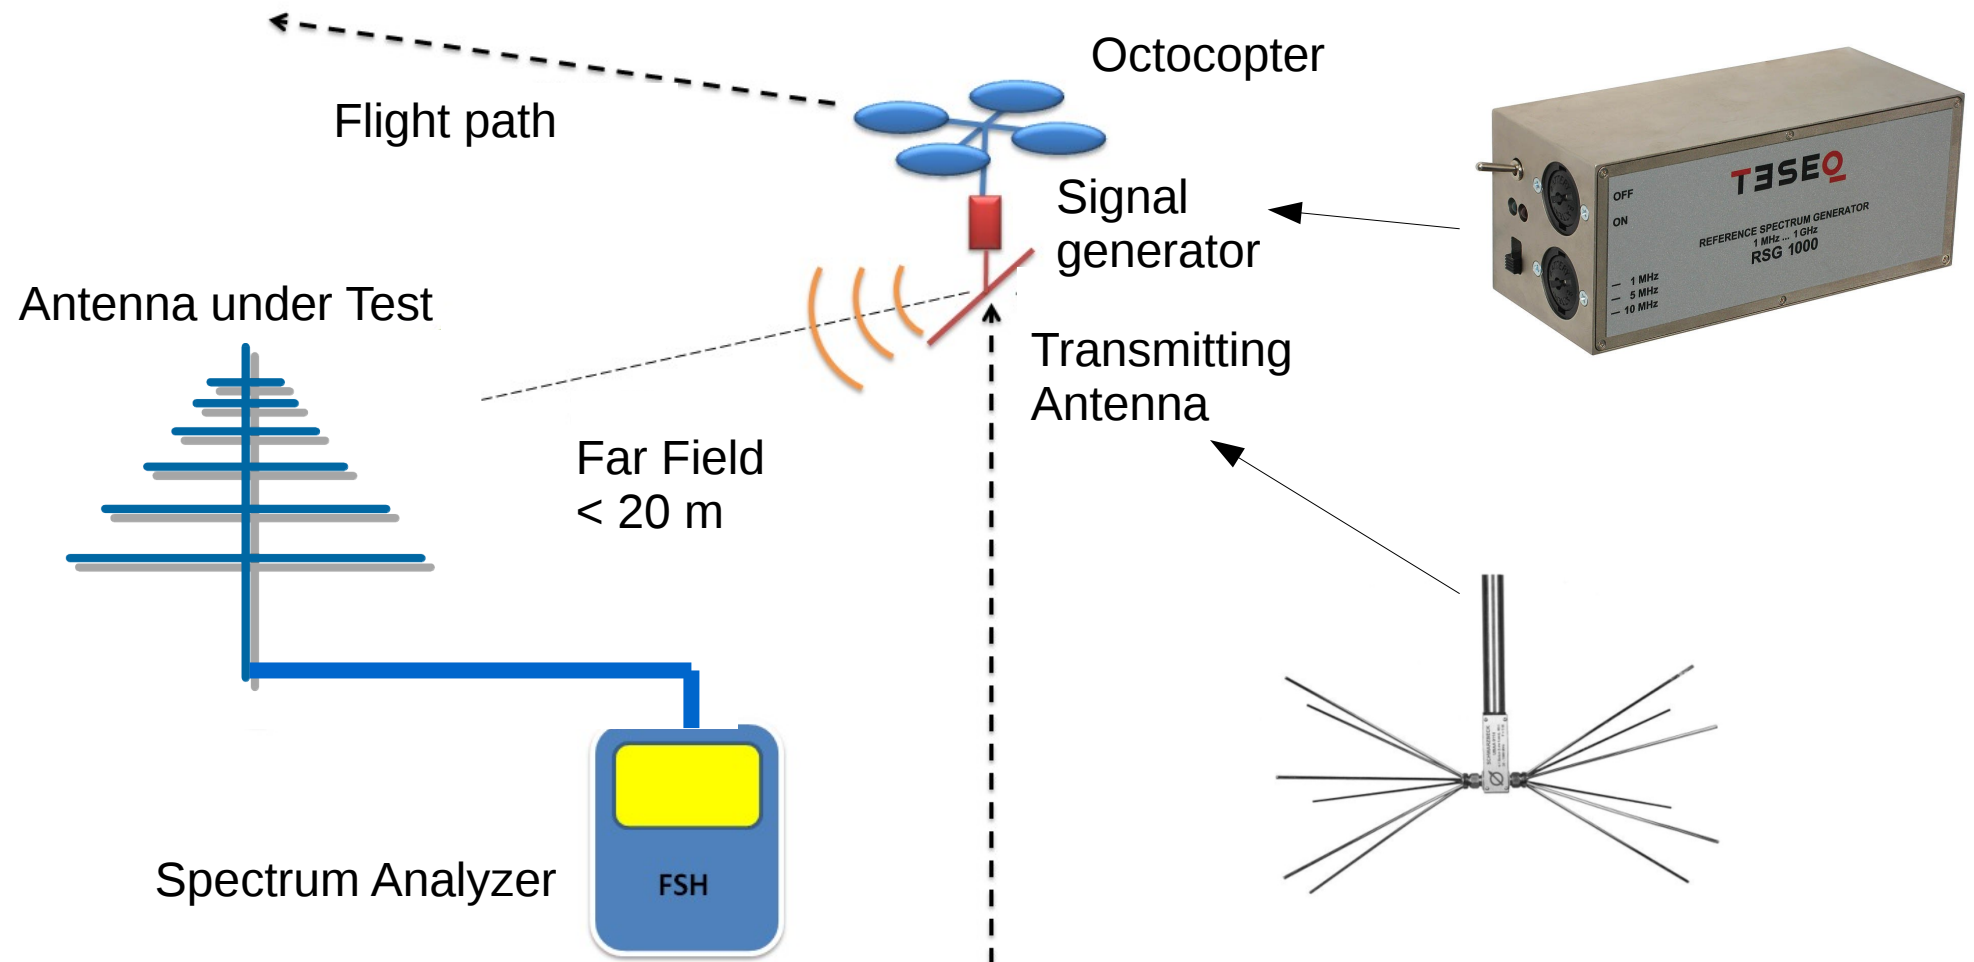 Octocopter
Flight path
Signal
generator
Antenna under Test
Transmitting
Antenna
Far Field
< 20 m
Spectrum Analyzer
FSH
TESEQ
OFF
ON
REFERENCE SPECTRUM GENERATOR
1 MHz ... 1 GHz
RSG 1000
1 MHz
5 MHz
10 MHz